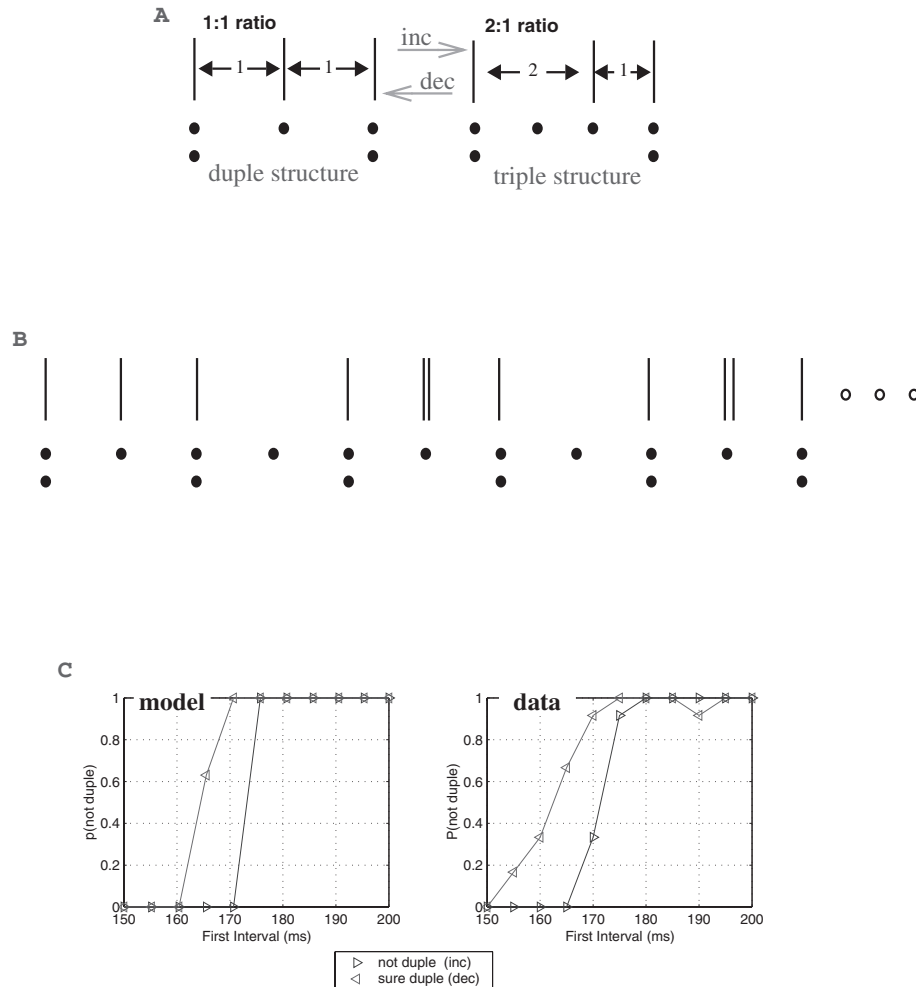 A
1:1 ratio
inc
2:1 ratio
1
1
dec
2
1
duple structure
triple structure
B
C
model
p(not duple)
1
0.8
0.6
0.4
0.2
0
150 160 170 180 190 200
First Interval (ms)
data
P(not duple)
1
0.8
0.6
0.4
0.2
0
150 160 170 180 190 200
First Interval (ms)
not duple (inc)
sure duple (dec)